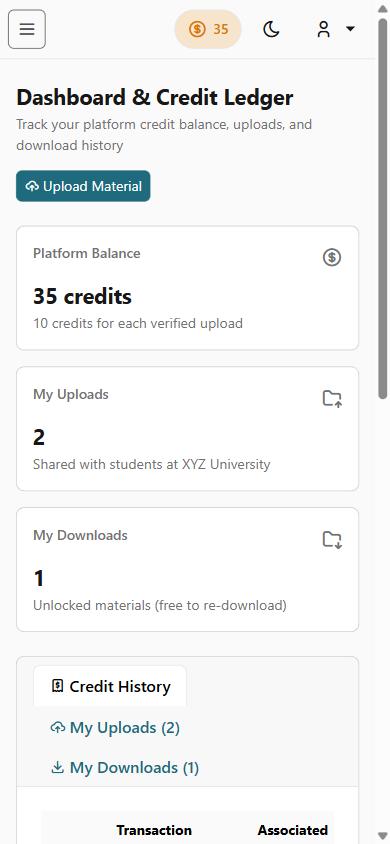 35
Dashboard & Credit Ledger
Track your platform credit balance, uploads, and
download history
Upload Material
Platform Balance
35 credits
10 credits for each verified upload
My Uploads
2
Shared with students at XYZ University
My Downloads
1
Unlocked materials (free to re-download)
Credit History
My Uploads (2)
My Downloads (1)
Transaction Associated